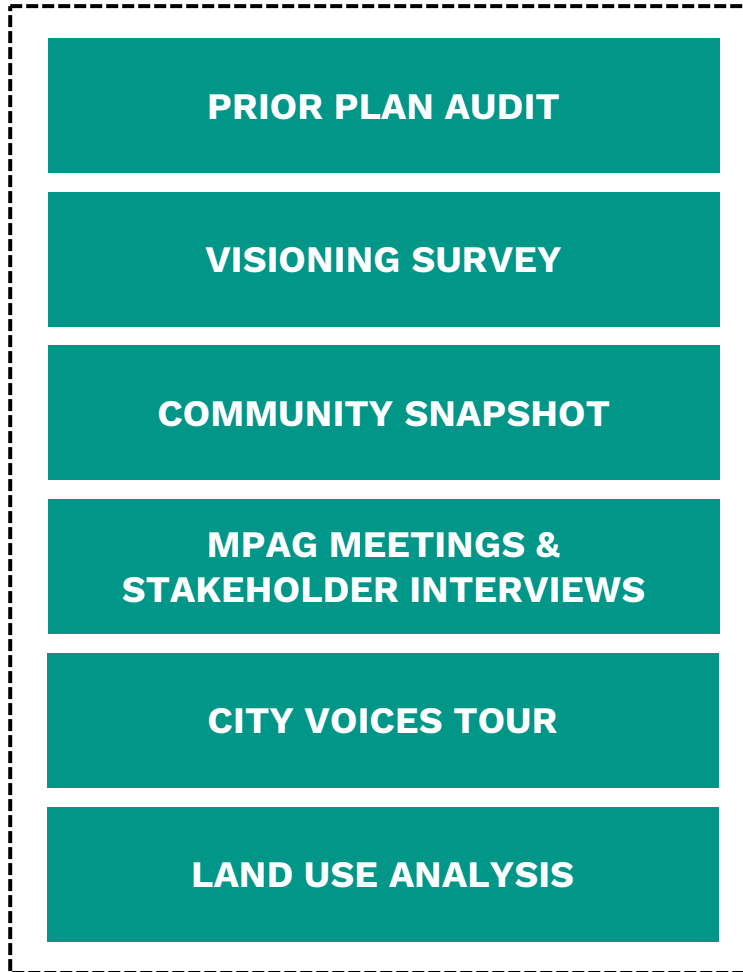 PRIOR PLAN AUDIT
VISIONING SURVEY
COMMUNITY SNAPSHOT
MPAG MEETINGS &
STAKEHOLDER INTERVIEWS
CITY VOICES TOUR
LAND USE ANALYSIS